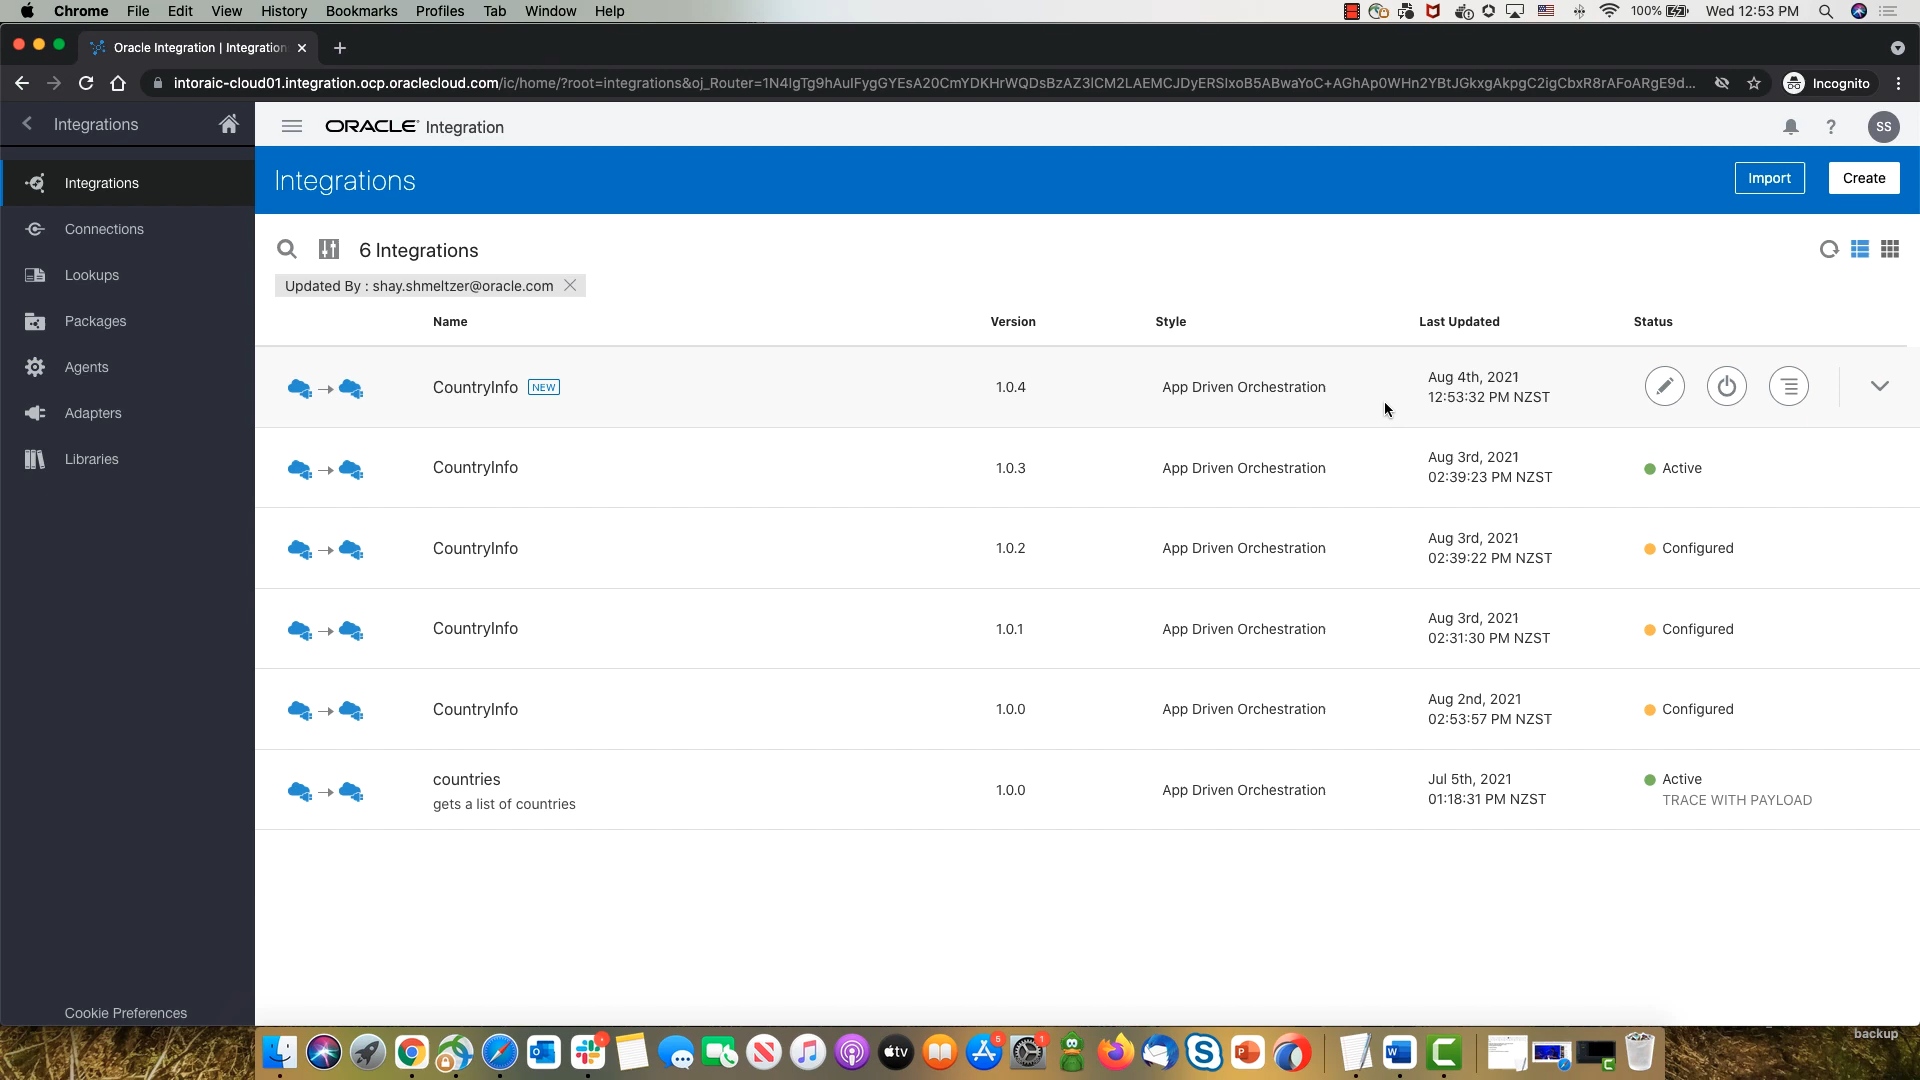 Chrome File Edit View History Bookmarks Profiles Tab Window Help
100% Wed 12:53 PM
Oracle Integration | Integration
intoraic-cloud01.integration.ocp.oraclecloud.com/ic/home/?root=integrations&oj_Router=
Incognito
Integrations
ORACLE Integration
SS
Integrations
Connections
Lookups
Packages
Agents
Adapters
Libraries
Cookie Preferences
Integrations
Import
Create
6 Integrations
Updated By : shay.shmeltzer@oracle.com
Name Version Style Last Updated Status
CountryInfo NEW 1.0.4 App Driven Orchestration Aug 4th, 2021
12:53:32 PM NZST
CountryInfo 1.0.3 App Driven Orchestration Aug 3rd, 2021
02:39:23 PM NZST
Active
CountryInfo 1.0.2 App Driven Orchestration Aug 3rd, 2021
02:39:22 PM NZST
Configured
CountryInfo 1.0.1 App Driven Orchestration Aug 3rd, 2021
02:31:30 PM NZST
Configured
CountryInfo 1.0.0 App Driven Orchestration Aug 2nd, 2021
02:53:57 PM NZST
Configured
countries
gets a list of countries
1.0.0 App Driven Orchestration Jul 5th, 2021
01:18:31 PM NZST
Active
TRACE WITH PAYLOAD
backup
tv
5
1